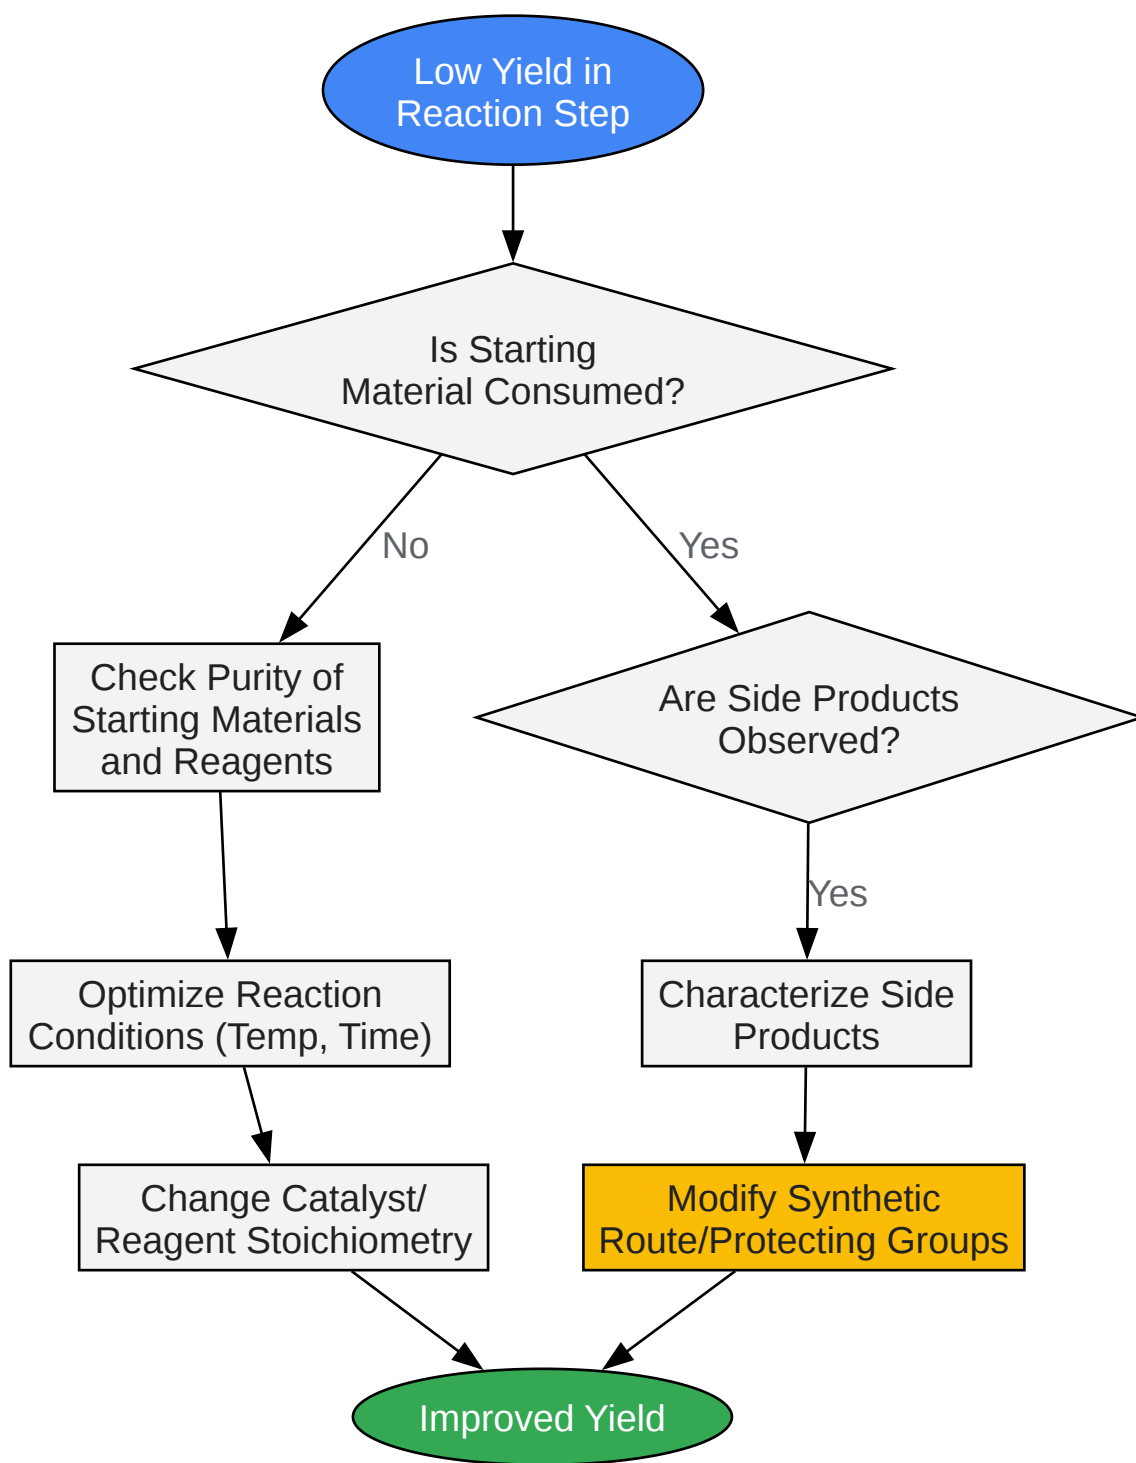 Low Yield in
Reaction Step
Is Starting
Material Consumed?
No
Yes
Check Purity of
Starting Materials
and Reagents
Are Side Products
Observed?
Yes
Optimize Reaction
Conditions (Temp, Time)
Characterize Side
Products
Change Catalyst/
Reagent Stoichiometry
Modify Synthetic
Route/Protecting Groups
Improved Yield